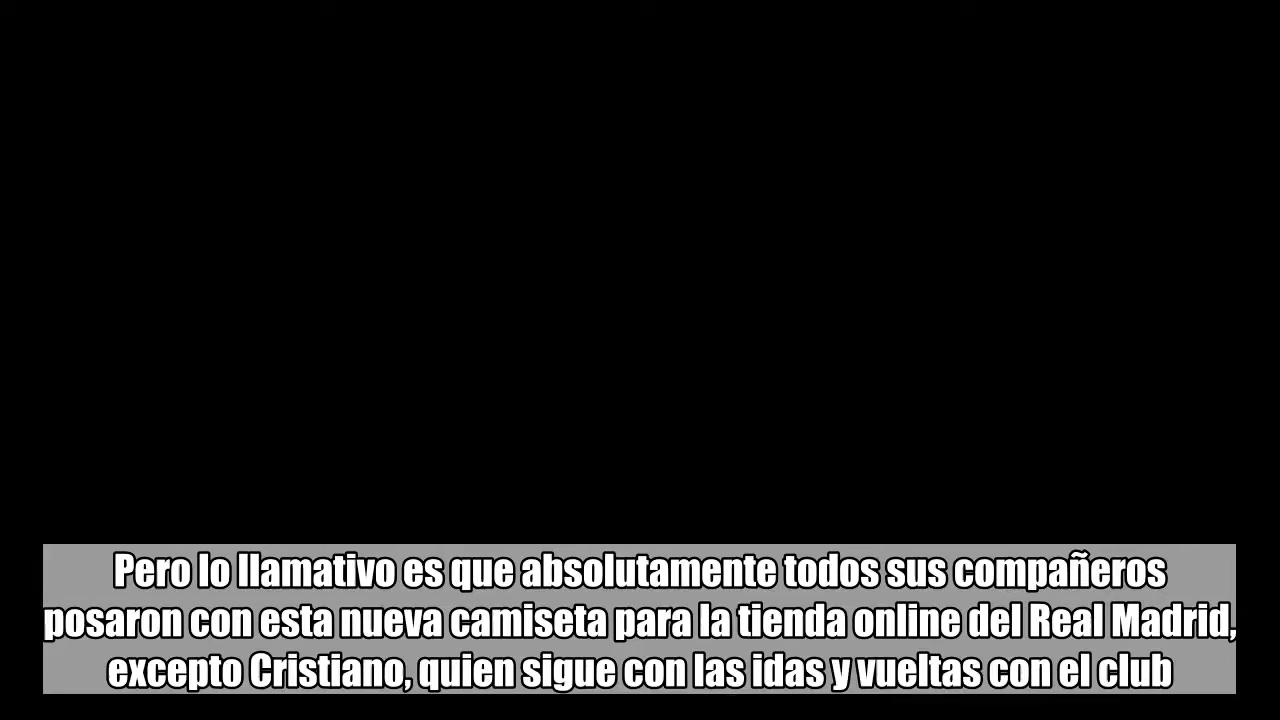 Pero lo llamativo es que absolutamente todos sus compañeros
posaron con esta nueva camiseta para la tienda online del Real Madrid,
excepto Cristiano, quien sigue con las idas y vueltas con el club